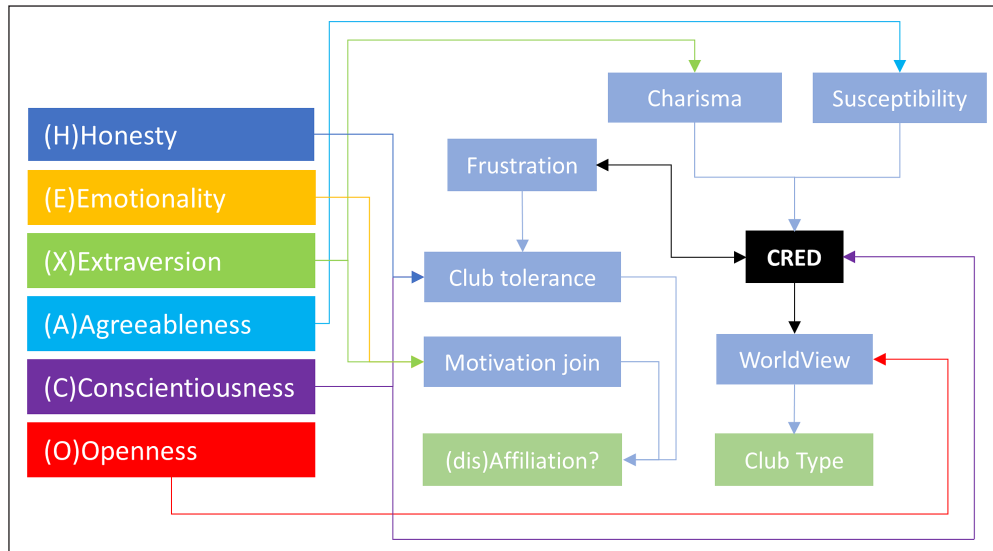 Charisma
Susceptibility
(H)Honesty
Frustration
(E)Emotionality
(X)Extraversion
Club tolerance
CRED
(A)Agreeableness
Motivation join
WorldView
(C)Conscientiousness
(O)Openness
(dis)Affiliation?
Club Type